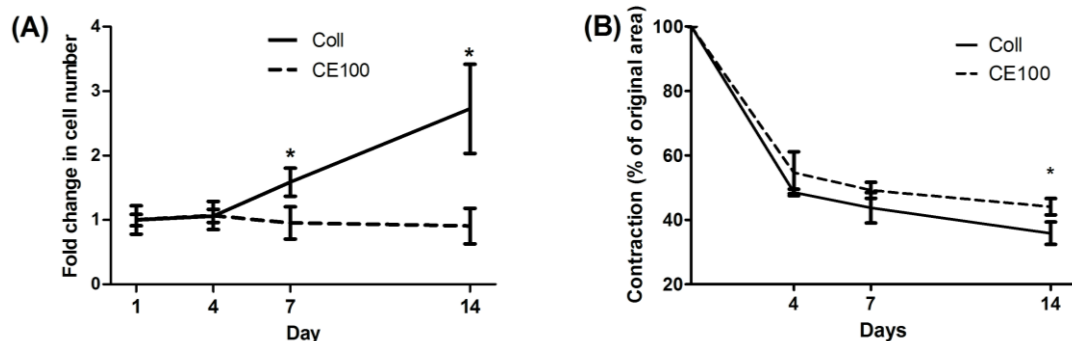 (A)
Fold change in cell number
4
3
2
1
0
Coll
CE100
*
*
1 4 7 14
Day
(B)
Contraction (% of original area)
100
80
60
40
20
Coll
CE100
*
4 7 14
Days